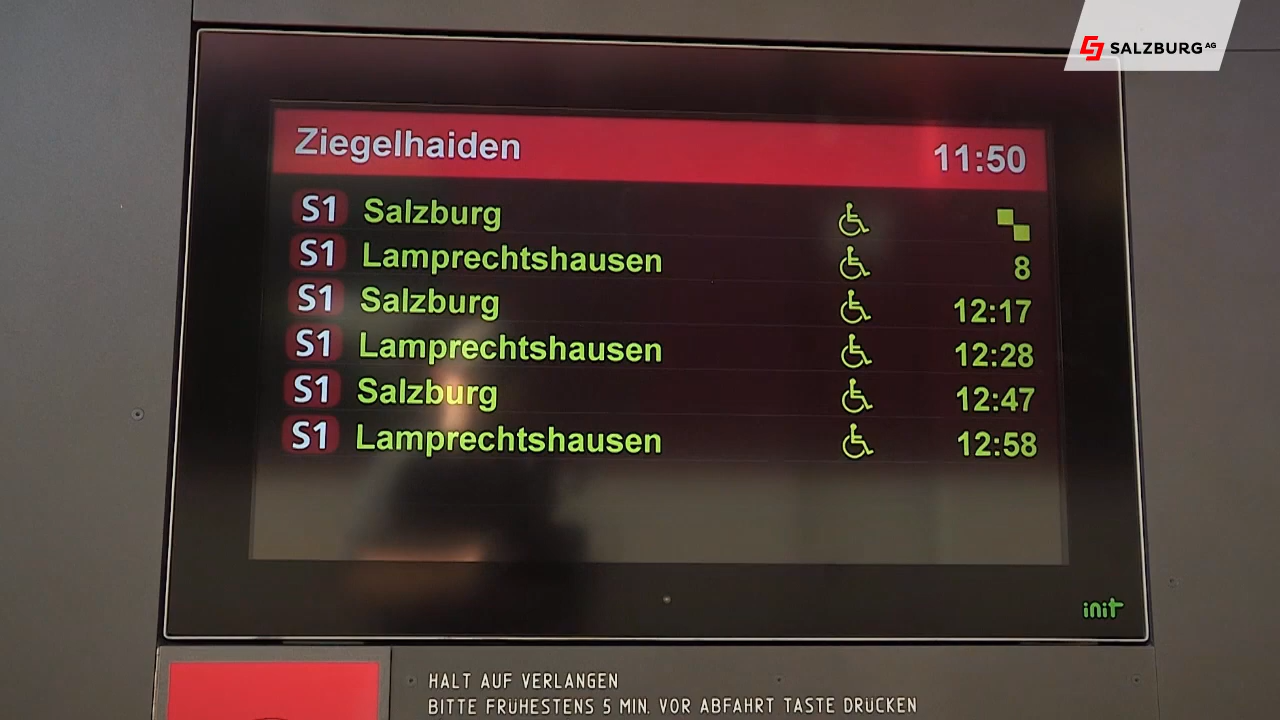 SALZBURG AG
Ziegelhaiden 11:50
S1 Salzburg
S1 Lamprechtshausen 8
S1 Salzburg 12:17
S1 Lamprechtshausen 12:28
S1 Salzburg 12:47
S1 Lamprechtshausen 12:58
init
HALT AUF VERLANGEN
BITTE FRÜHESTENS 5 MIN. VOR ABFAHRT TASTE DRÜCKEN